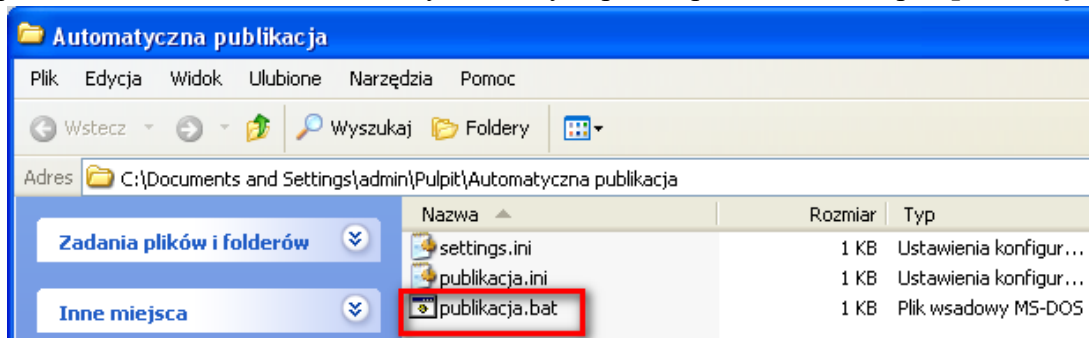 Automatyczna publikacja
Plik Edycja Widok Ulubione Narzędzia Pomoc
Wstecz Wyszukaj Foldery
Adres C:\Documents and Settings\admin\Pulpit\Automatyczna publikacja
Zadania plików i folderów
Inne miejsca
Nazwa Rozmiar Typ
settings.ini 1 KB Ustawienia konfigur...
publikacja.ini 1 KB Ustawienia konfigur...
publikacja.bat 1 KB Plik wsadowy MS-DOS